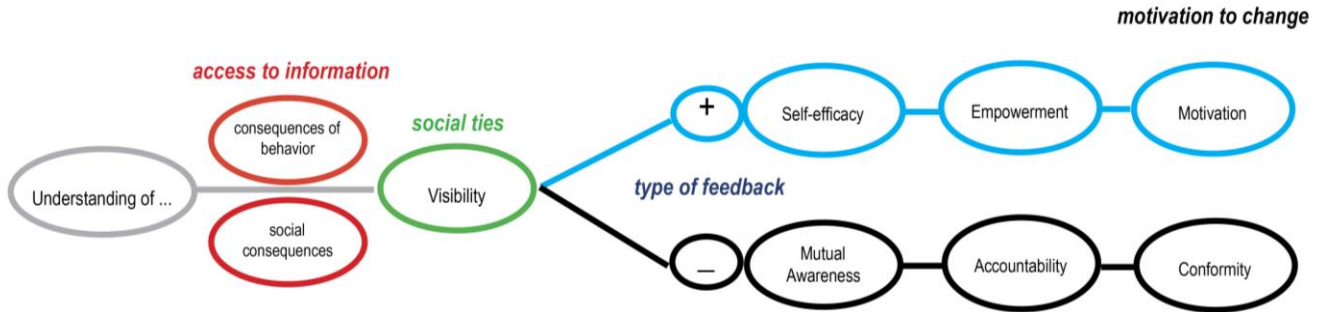 motivation to change
access to information
consequences of
behavior
social ties
+
Self-efficacy
Empowerment
Motivation
Understanding of ...
Visibility
type of feedback
social
consequences
–
Mutual
Awareness
Accountability
Conformity